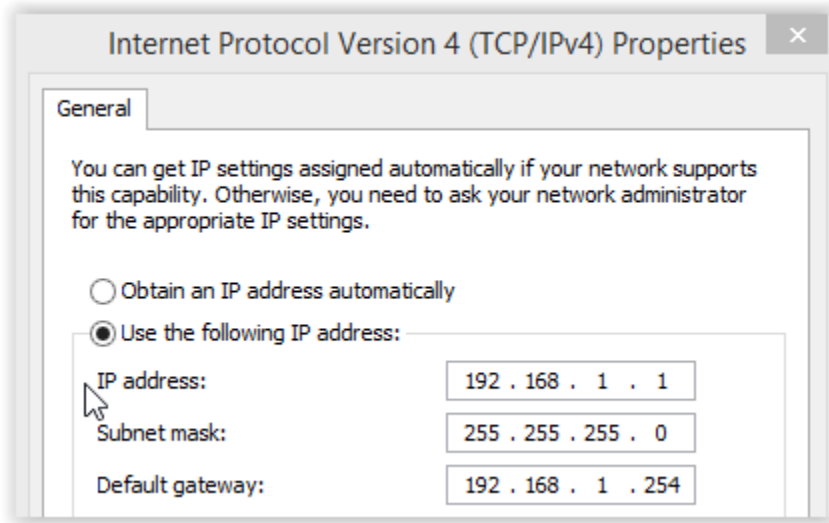 Internet Protocol Version 4 (TCP/IPv4) Properties
General
You can get IP settings assigned automatically if your network supports
this capability. Otherwise, you need to ask your network administrator
for the appropriate IP settings.
Obtain an IP address automatically
Use the following IP address:
IP address: 192 . 168 . 1 . 1
Subnet mask: 255 . 255 . 255 . 0
Default gateway: 192 . 168 . 1 . 254